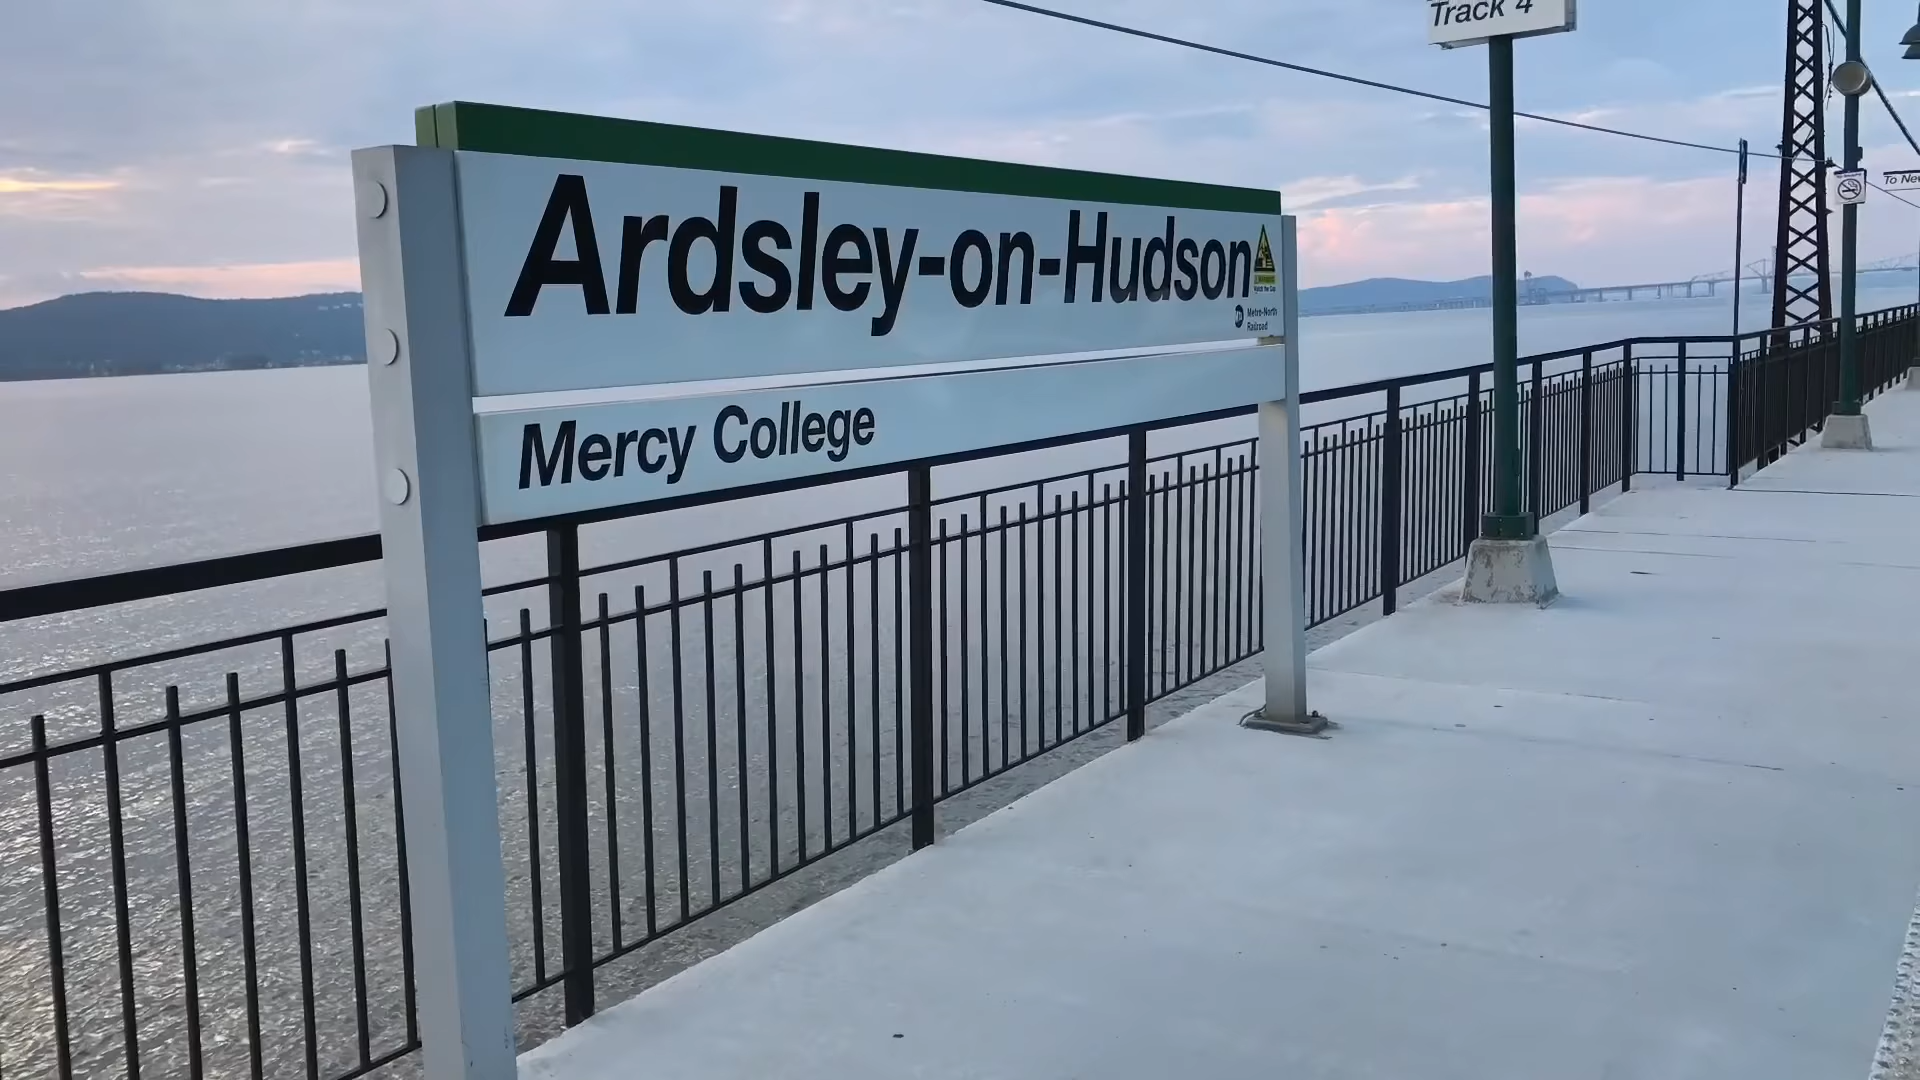 Track 4
Ardsley-on-Hudson
Metro-North
Railroad
Mercy College
To New